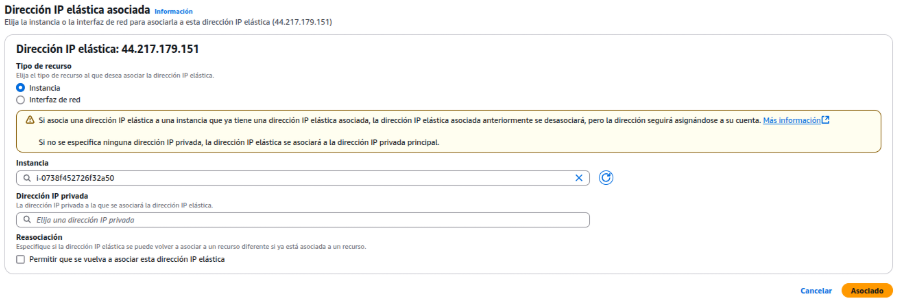 Dirección IP elástica asociada Información
Elija la instancia o la interfaz de red para asociarla a esta dirección IP elástica (44.217.179.151)
Dirección IP elástica: 44.217.179.151
Tipo de recurso
Elija el tipo de recurso al que desea asociar la dirección IP elástica.
Instancia
Interfaz de red
Si asocia una dirección IP elástica a una instancia que ya tiene una dirección IP elástica asociada, la dirección IP elástica asociada anteriormente se desasociará, pero la dirección seguirá asignándose a su cuenta. Más información
Si no se especifica ninguna dirección IP privada, la dirección IP elástica se asociará a la dirección IP privada principal.
Instancia
i-0738f452726f32a50
Dirección IP privada
La dirección IP privada a la que se asociará la dirección IP elástica.
Elija una dirección IP privada
Reasociación
Especifique si la dirección IP elástica se puede volver a asociar a un recurso diferente si ya está asociada a un recurso.
Permitir que se vuelva a asociar esta dirección IP elástica
Cancelar Asociado